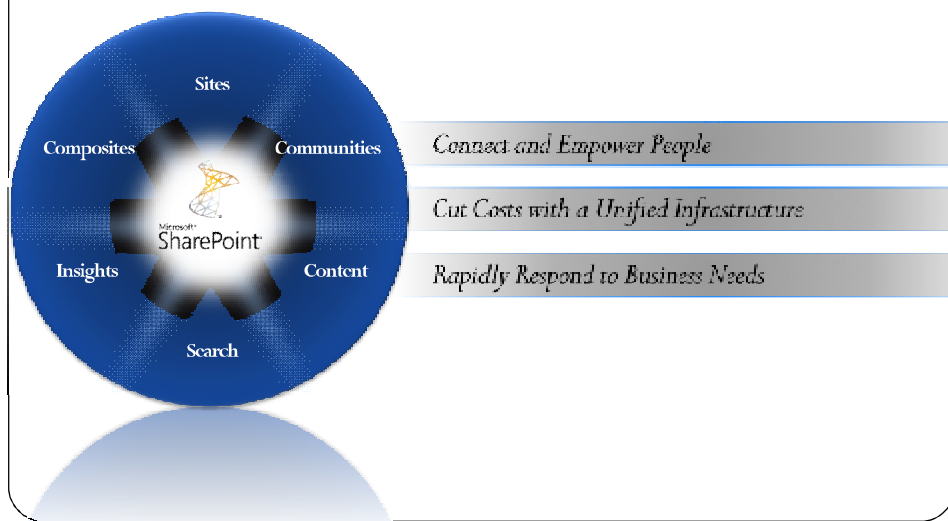 Sites
Composites
Communities
Microsoft®
SharePoint®
Insights
Content
Search
Connect and Empower People
Cut Costs with a Unified Infrastructure
Rapidly Respond to Business Needs